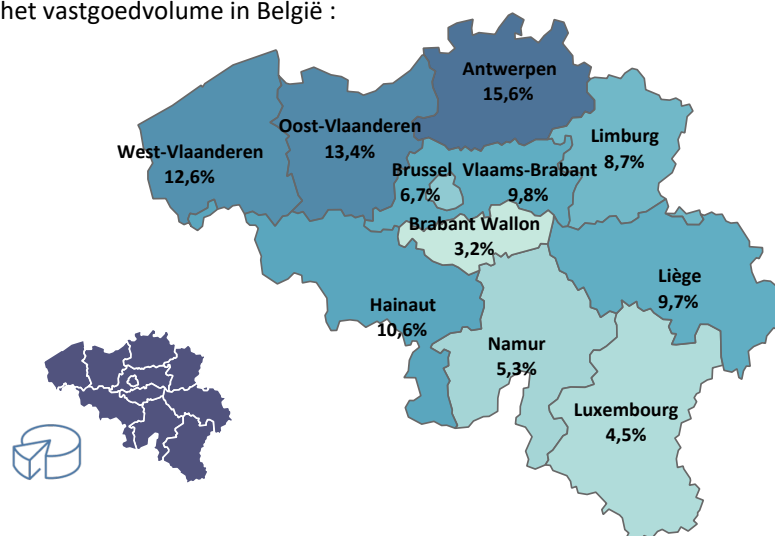 het vastgoedvolume in België :
Antwerpen
15,6%
Oost-Vlaanderen
13,4%
West-Vlaanderen
12,6%
Limburg
8,7%
Brussel
6,7%
Vlaams-Brabant
9,8%
Brabant Wallon
3,2%
Liège
9,7%
Hainaut
10,6%
Namur
5,3%
Luxembourg
4,5%